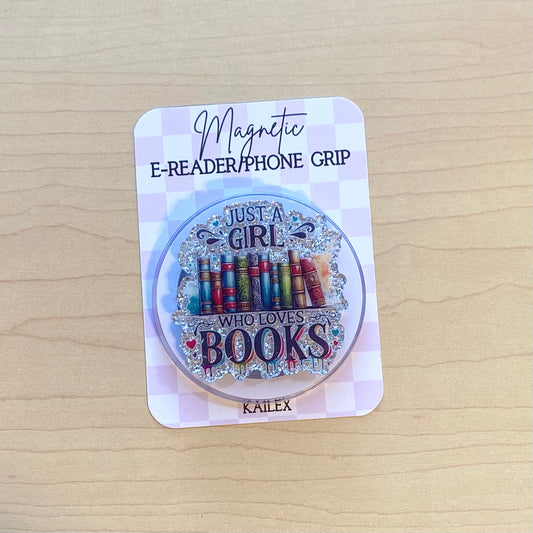 Magnetic
E-READER/PHONE GRIP
JUST A
GIRL
WHO LOVES
BOOKS
KAILEX